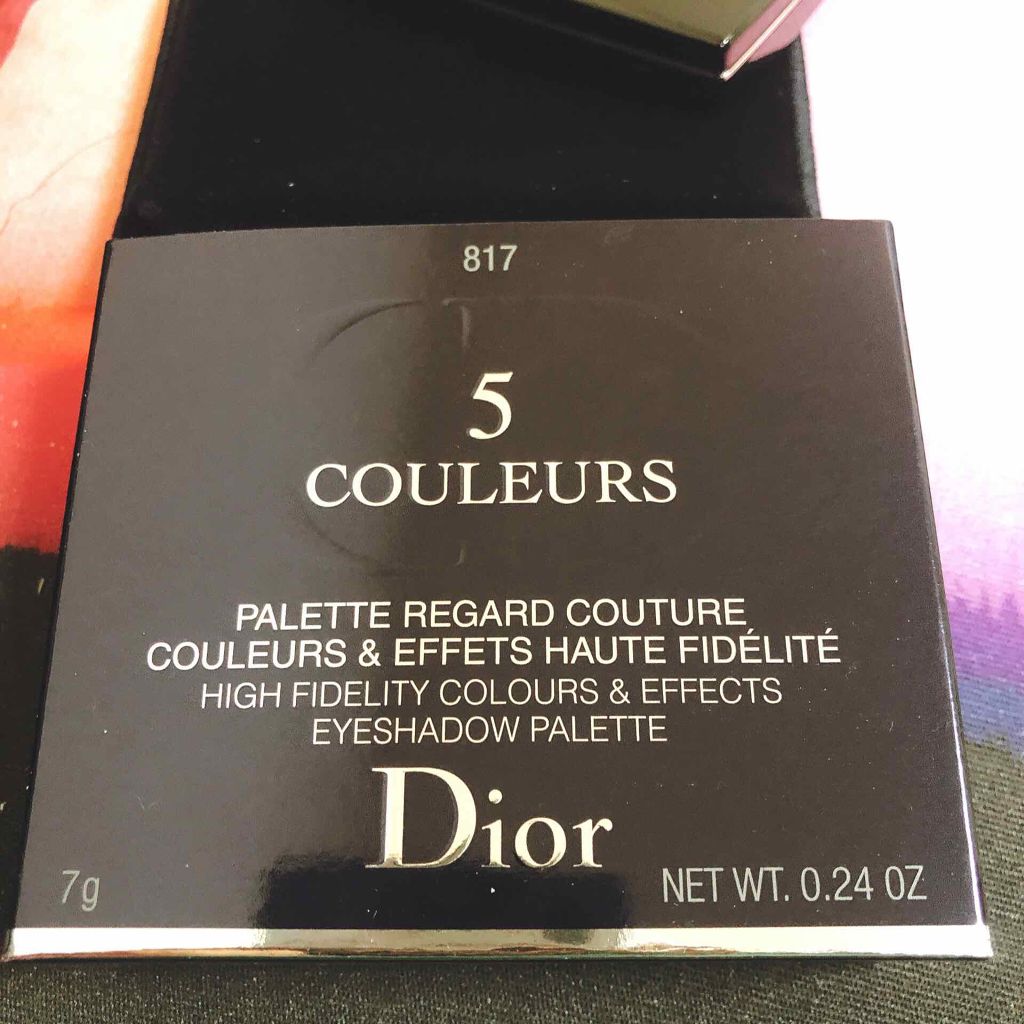 817
5
COULEURS
PALETTE REGARD COUTURE
COULEURS & EFFETS HAUTE FIDÉLITÉ
HIGH FIDELITY COLOURS & EFFECTS
EYESHADOW PALETTE
Dior
7g NET WT. 0.24 OZ